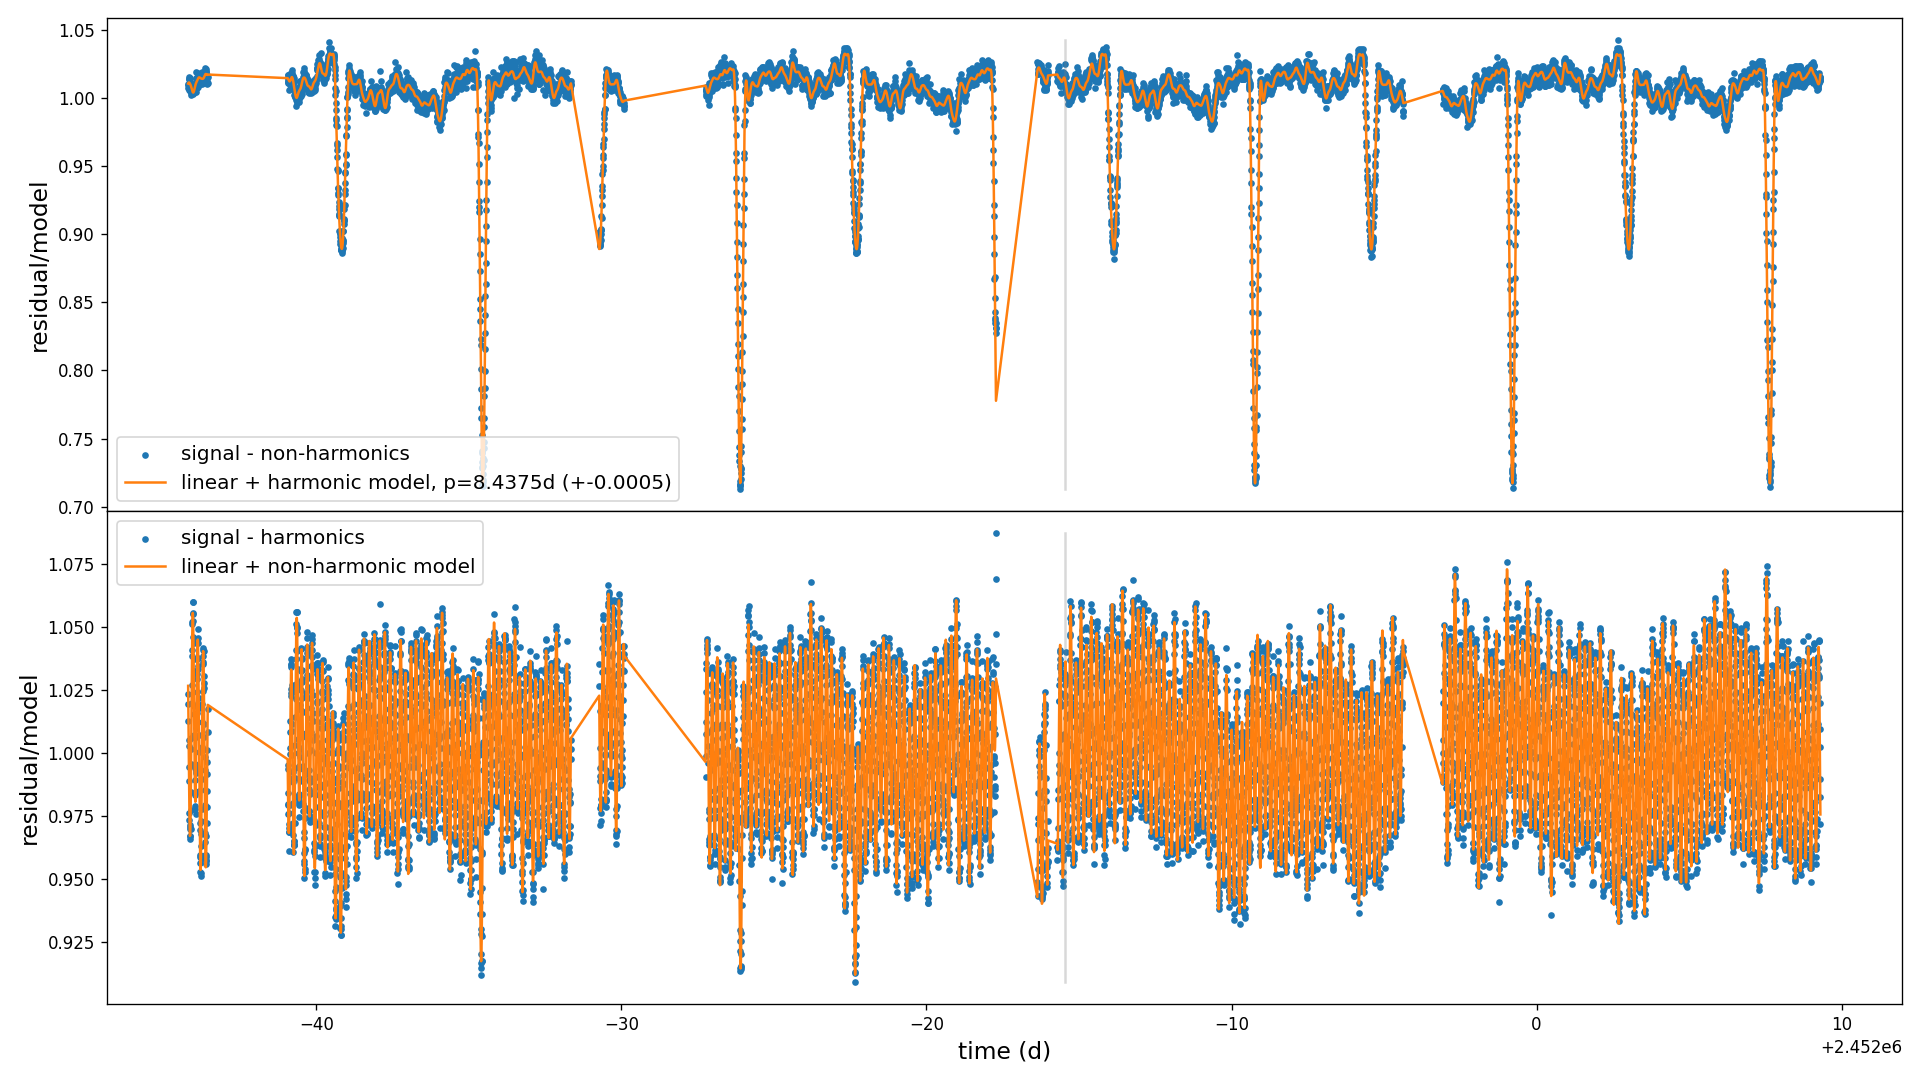 1.05
1.00
0.95
0.90
0.85
0.80
0.75
0.70
residual/model
signal - non-harmonics
linear + harmonic model, p=8.4375d (+-0.0005)
signal - harmonics
linear + non-harmonic model
1.075
1.050
1.025
1.000
0.975
0.950
0.925
residual/model
−40
−30
−20
−10
0
10
time (d)
+2.452e6